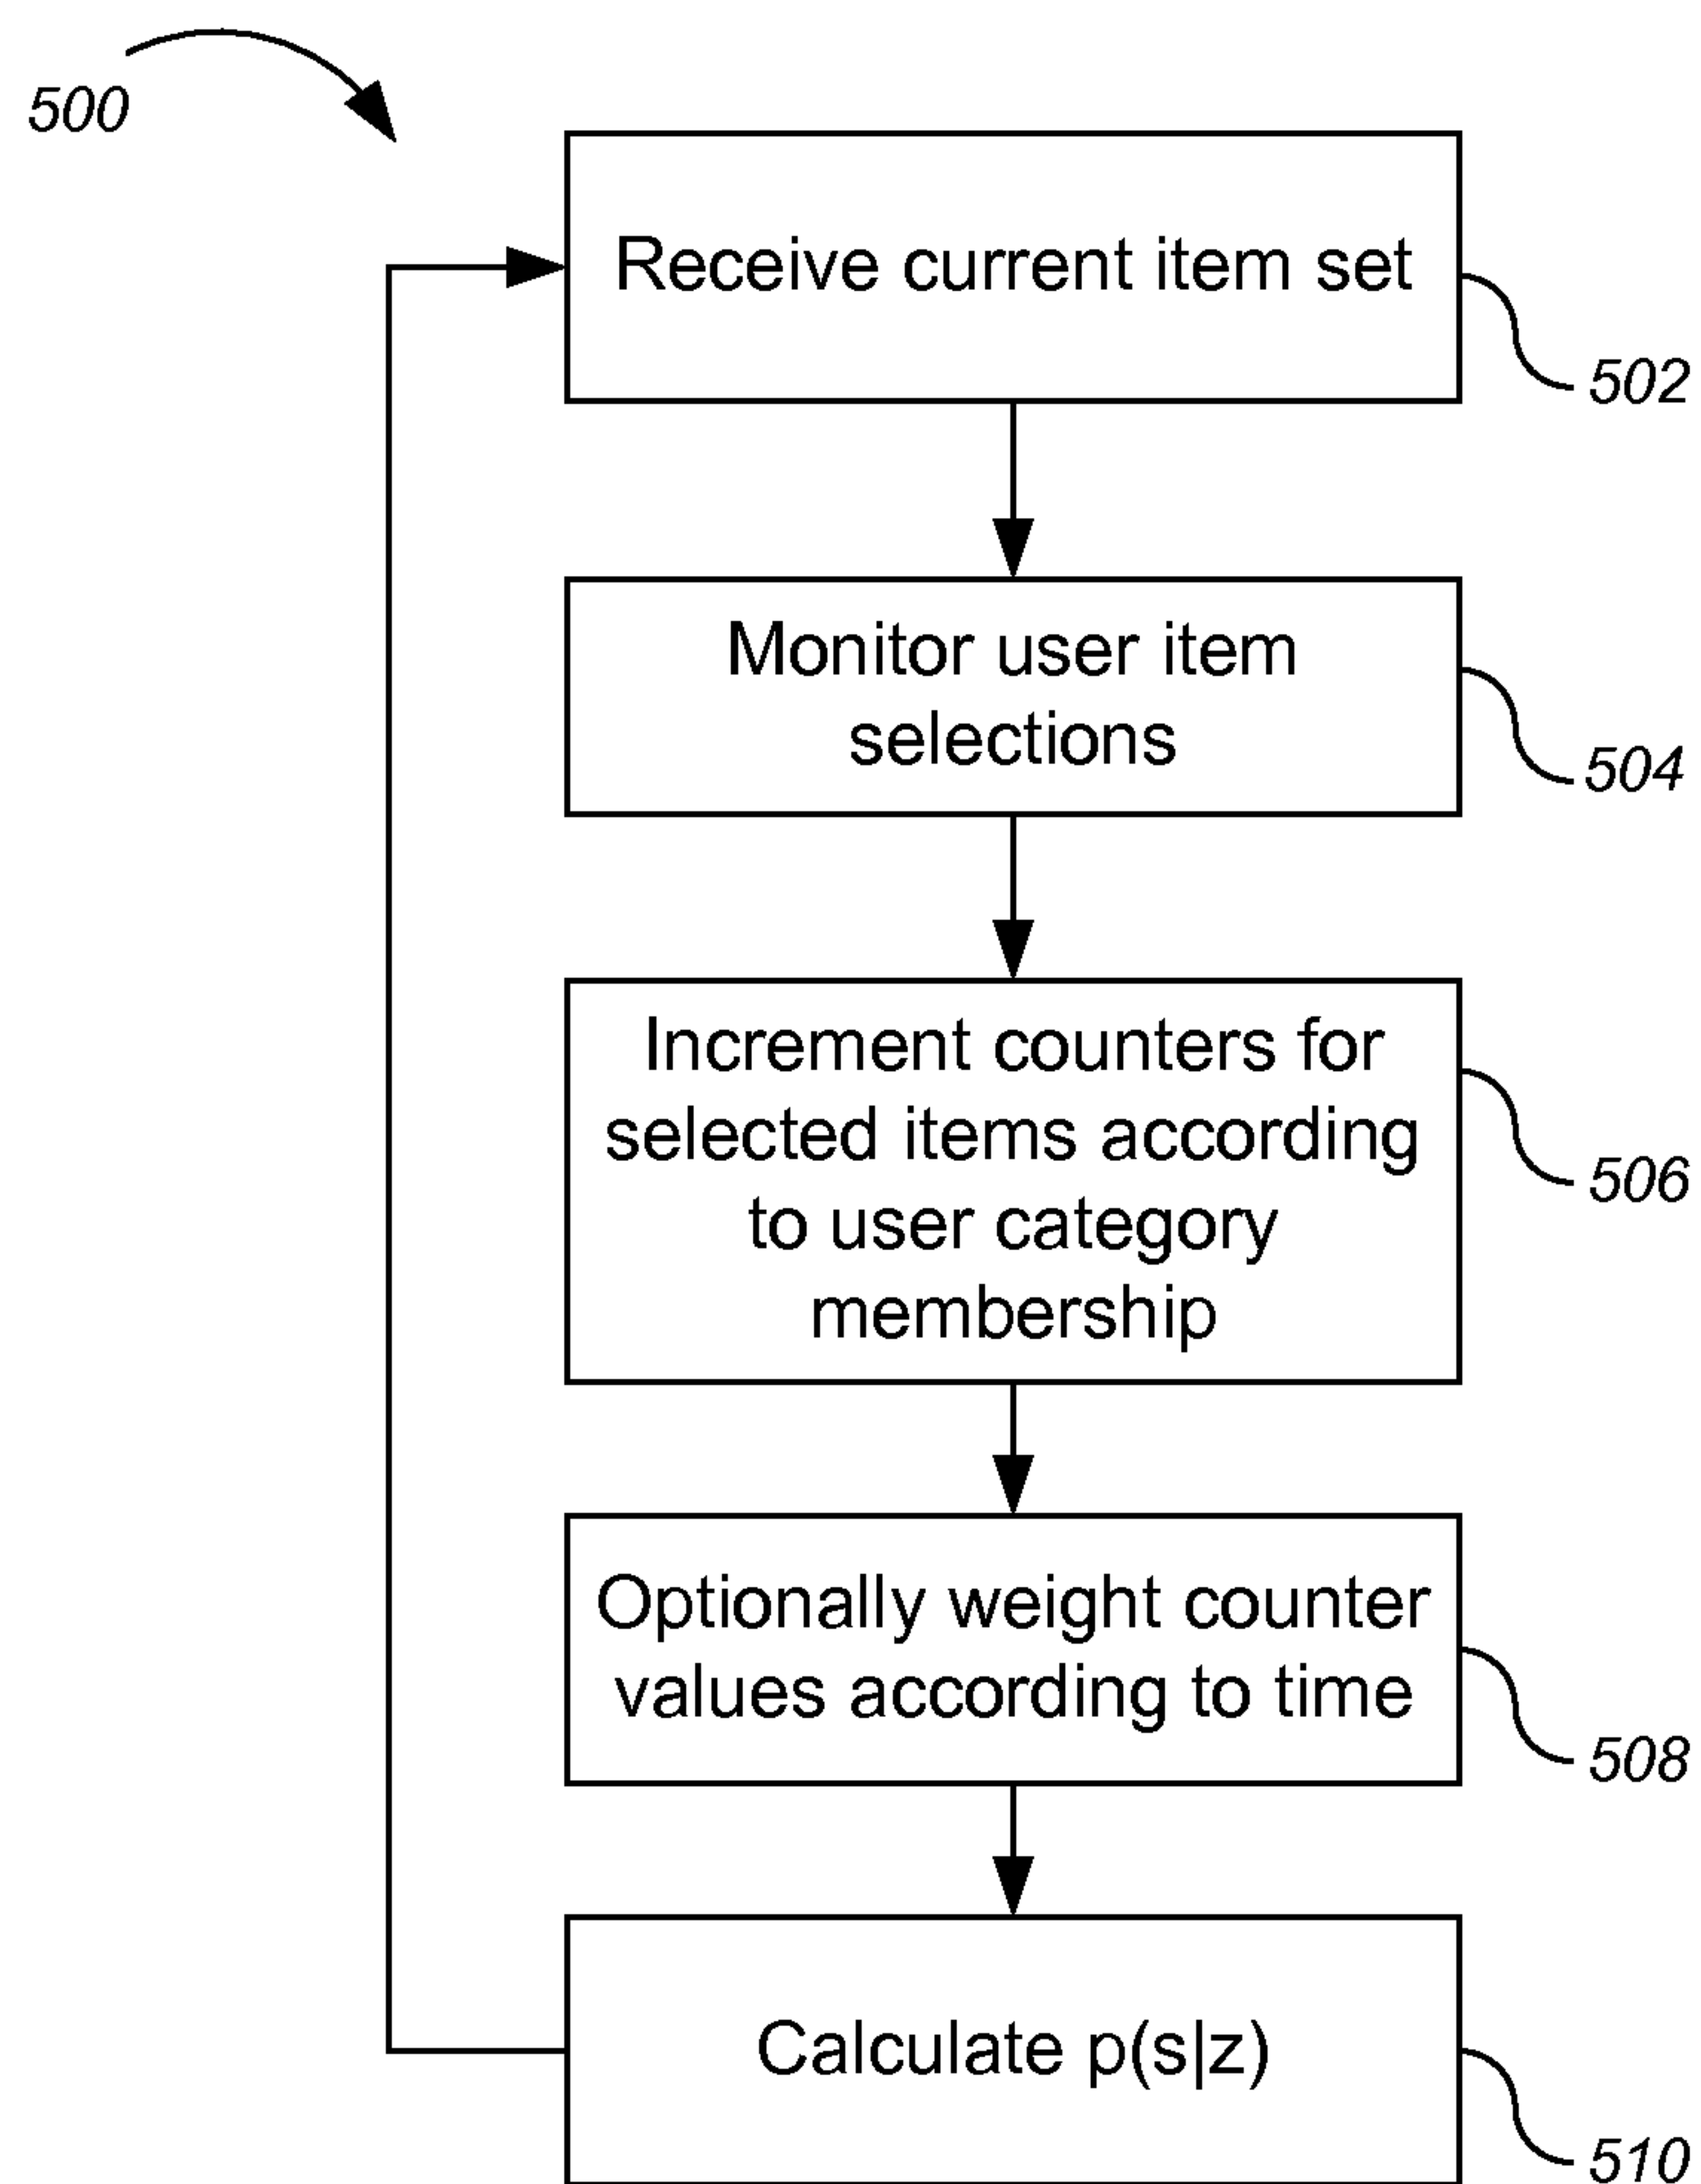 500
Receive current item set
502
Monitor user item
selections
504
Increment counters for
selected items according
to user category
membership
506
Optionally weight counter
values according to time
508
Calculate p(s|z)
510